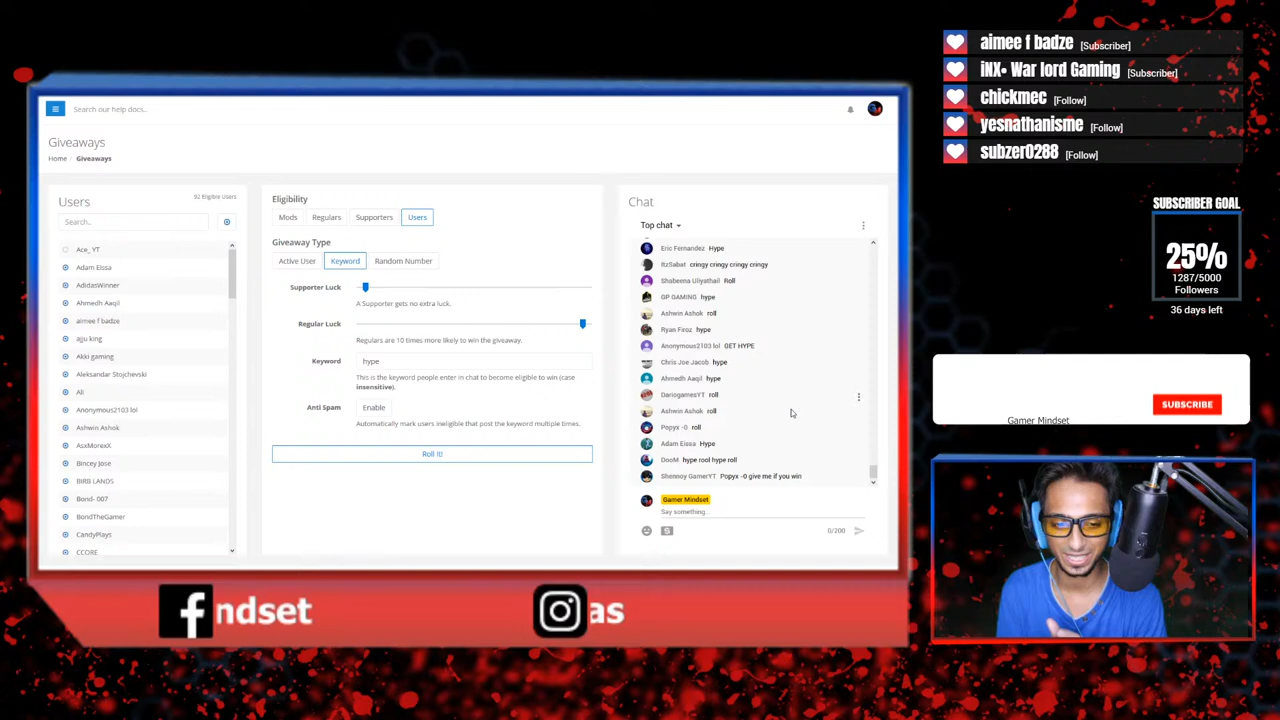 Search our help docs..
Giveaways
Home / Giveaways
Users
92 Eligible Users
Search..
Ace_ YT
Adam Eissa
AdidasWinner
Ahmedh Aaqil
aimee f badze
ajju king
Akki gaming
Aleksandar Stojchevski
Ali
Anonymous2103 lol
Ashwin Ashok
AsxMorexX
Bincey Jose
BIRB LANDS
Bond- 007
BondTheGamer
CandyPlays
CCORE
Eligibility
Mods Regulars Supporters Users
Giveaway Type
Active User Keyword Random Number
Supporter Luck
A Supporter gets no extra luck.
Regular Luck
Regulars are 10 times more likely to win the giveaway.
Keyword hype
This is the keyword people enter in chat to become eligible to win (case
insensitive).
Anti Spam Enable
Automatically mark users ineligible that post the keyword multiple times.
Roll It!
Chat
Top chat
Eric Fernandez Hype
ItzSabat cringy cringy cringy cringy
Shabeena Uliyathail Roll
GP GAMING hype
Ashwin Ashok roll
Ryan Firoz hype
Anonymous2103 lol GET HYPE
Chris Joe Jacob hype
Ahmedh Aaqil hype
DariogamesYT roll
Ashwin Ashok roll
Popyx -0 roll
Adam Eissa Hype
DooM hype rool hype roll
Shennoy GamerYT Popyx -0 give me if you win
Gamer Mindset
Say something...
0/200
aimee f badze [Subscriber]
iNX• War lord Gaming [Subscriber]
chickmec [Follow]
yesnathanisme [Follow]
subzer0288 [Follow]
SUBSCRIBER GOAL
25%
1287/5000
Followers
36 days left
SUBSCRIBE
Gamer Mindset
f ndset
as